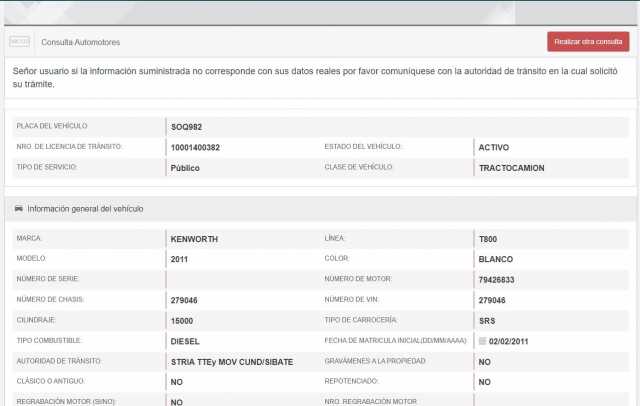 Consulta Automotores
Realizar otra consulta
Señor usuario si la información suministrada no corresponde con sus datos reales por favor comuníquese con la autoridad de tránsito en la cual solicitó
su trámite.
PLACA DEL VEHÍCULO: SOQ982
NRO. DE LICENCIA DE TRÁNSITO: 10001400382 ESTADO DEL VEHÍCULO: ACTIVO
TIPO DE SERVICIO: Público CLASE DE VEHÍCULO: TRACTOCAMION
Información general del vehículo
MARCA: KENWORTH LÍNEA: T800
MODELO: 2011 COLOR: BLANCO
NÚMERO DE SERIE: NÚMERO DE MOTOR: 79426833
NÚMERO DE CHASIS: 279046 NÚMERO DE VIN: 279046
CILINDRAJE: 15000 TIPO DE CARROCERÍA: SRS
TIPO COMBUSTIBLE: DIESEL FECHA DE MATRICULA INICIAL(DD/MM/AAAA) 02/02/2011
AUTORIDAD DE TRÁNSITO: STRIA TTEy MOV CUND/SIBATE GRAVÁMENES A LA PROPIEDAD: NO
CLÁSICO O ANTIGUO: NO REPOTENCIADO: NO
REGRABACIÓN MOTOR (SI/NO): NO NRO. REGRABACIÓN MOTOR